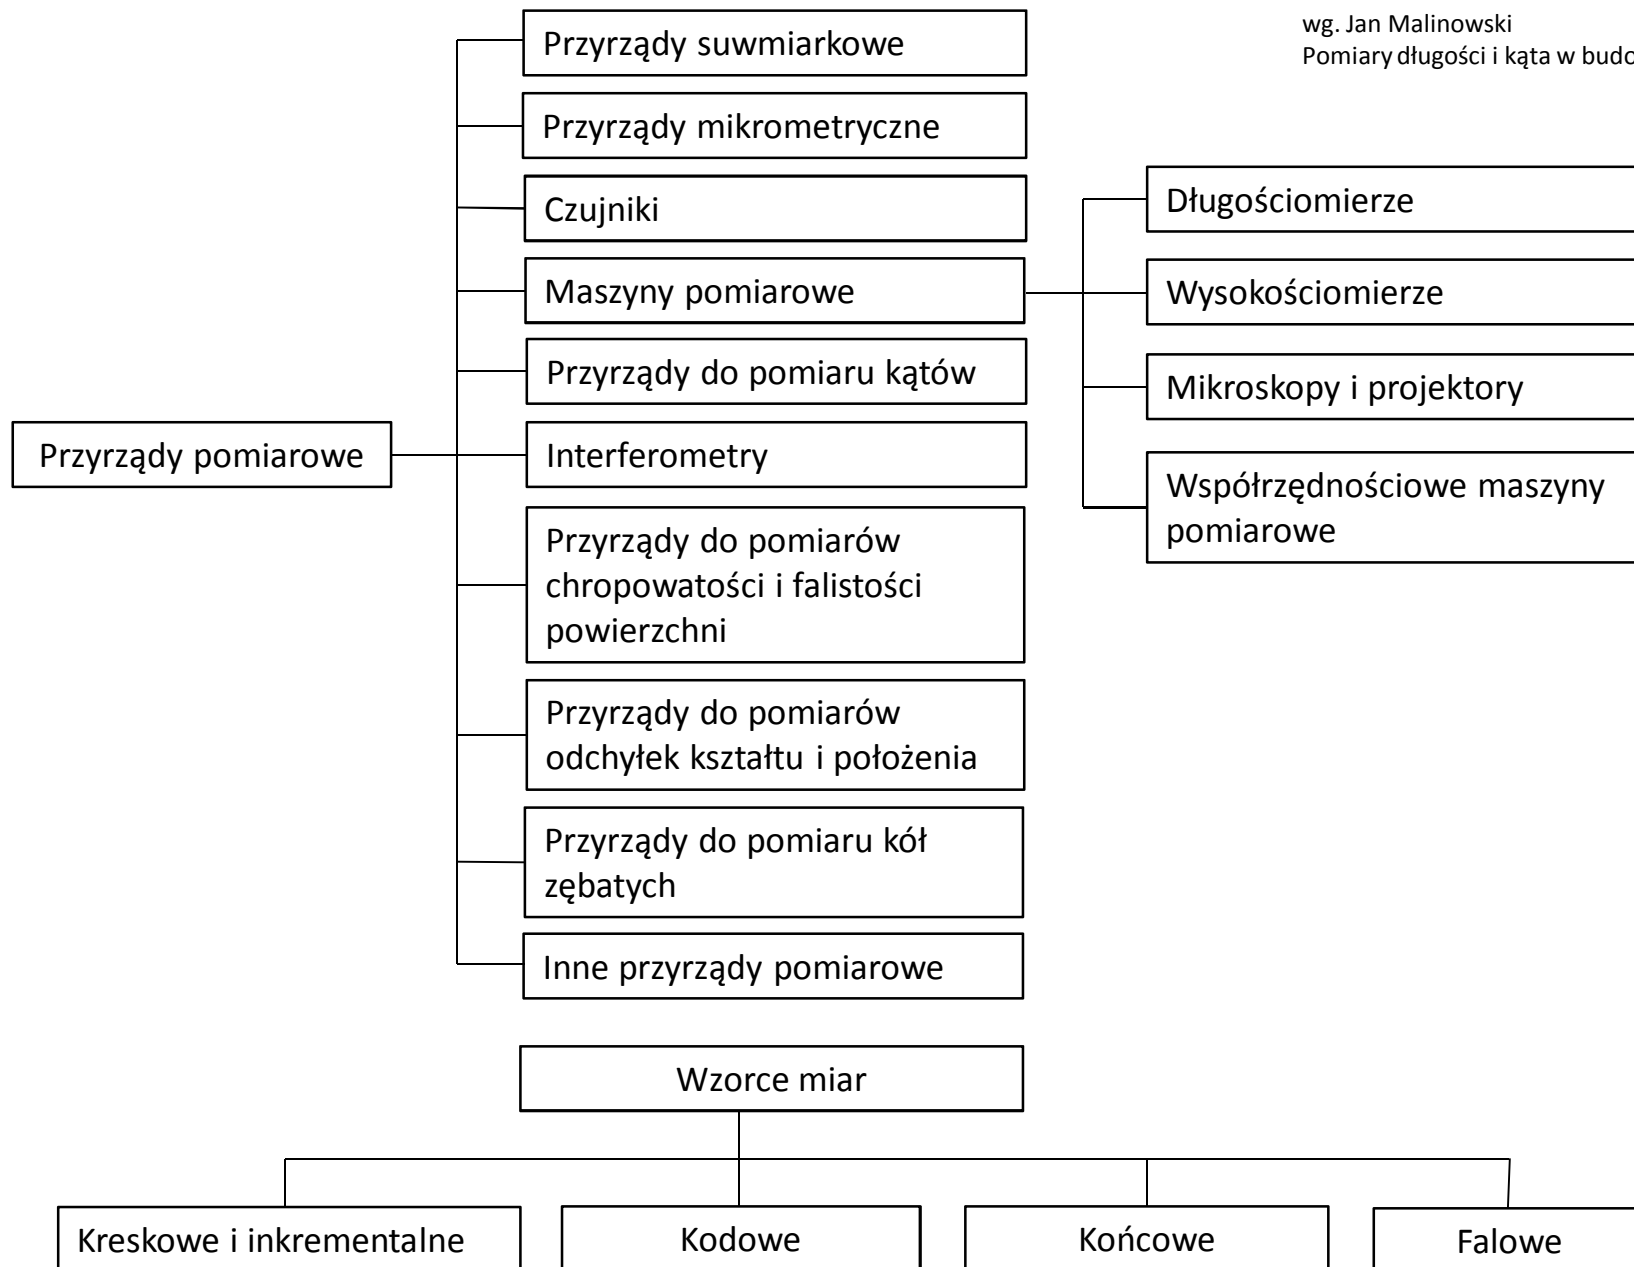 wg. Jan Malinowski
Pomiary długości i kąta w
Przyrządy suwmiarkowe
Przyrządy mikrometryczne
Czujniki
Maszyny pomiarowe
Przyrządy do pomiaru kątów
Przyrządy pomiarowe
Interferometry
Przyrządy do pomiarów
chropowatości i falistości
powierzchni
Przyrządy do pomiarów
odchyłek kształtu i położenia
Przyrządy do pomiaru kół
zębatych
Inne przyrządy pomiarowe
Długościomierze
Wysokościomierze
Mikroskopy i projektory
Współrzędnościowe maszyny
pomiarowe
Wzorce miar
Kreskowe i inkrementalne
Kodowe
Końcowe
Falowe